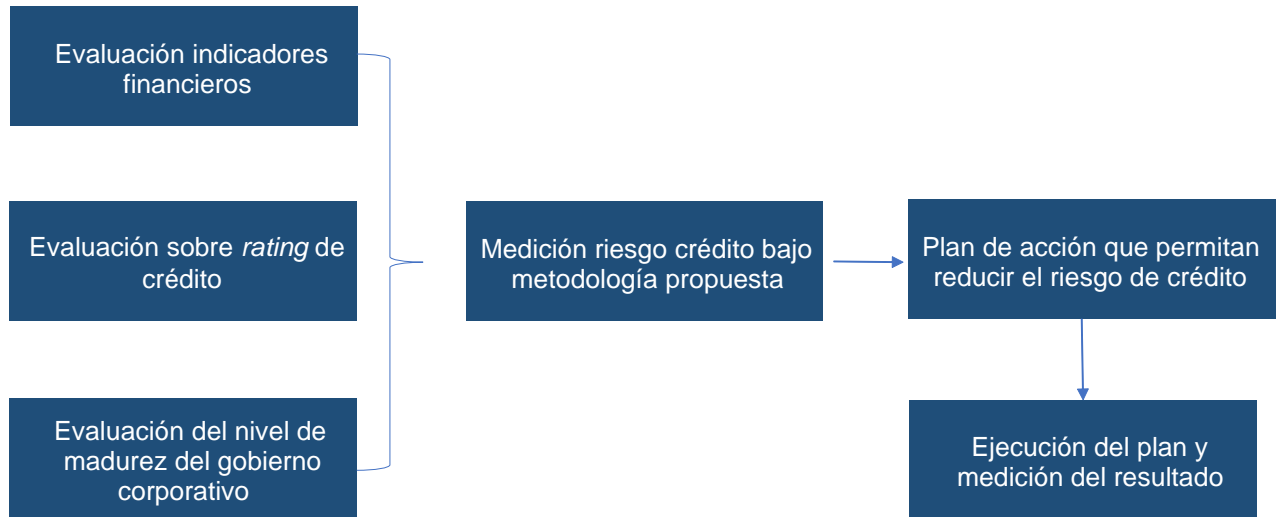 Evaluación indicadores
financieros
Evaluación sobre rating de
crédito
Evaluación del nivel de
madurez del gobierno
corporativo
Medición riesgo crédito bajo
metodología propuesta
Plan de acción que permitan
reducir el riesgo de crédito
Ejecución del plan y
medición del resultado